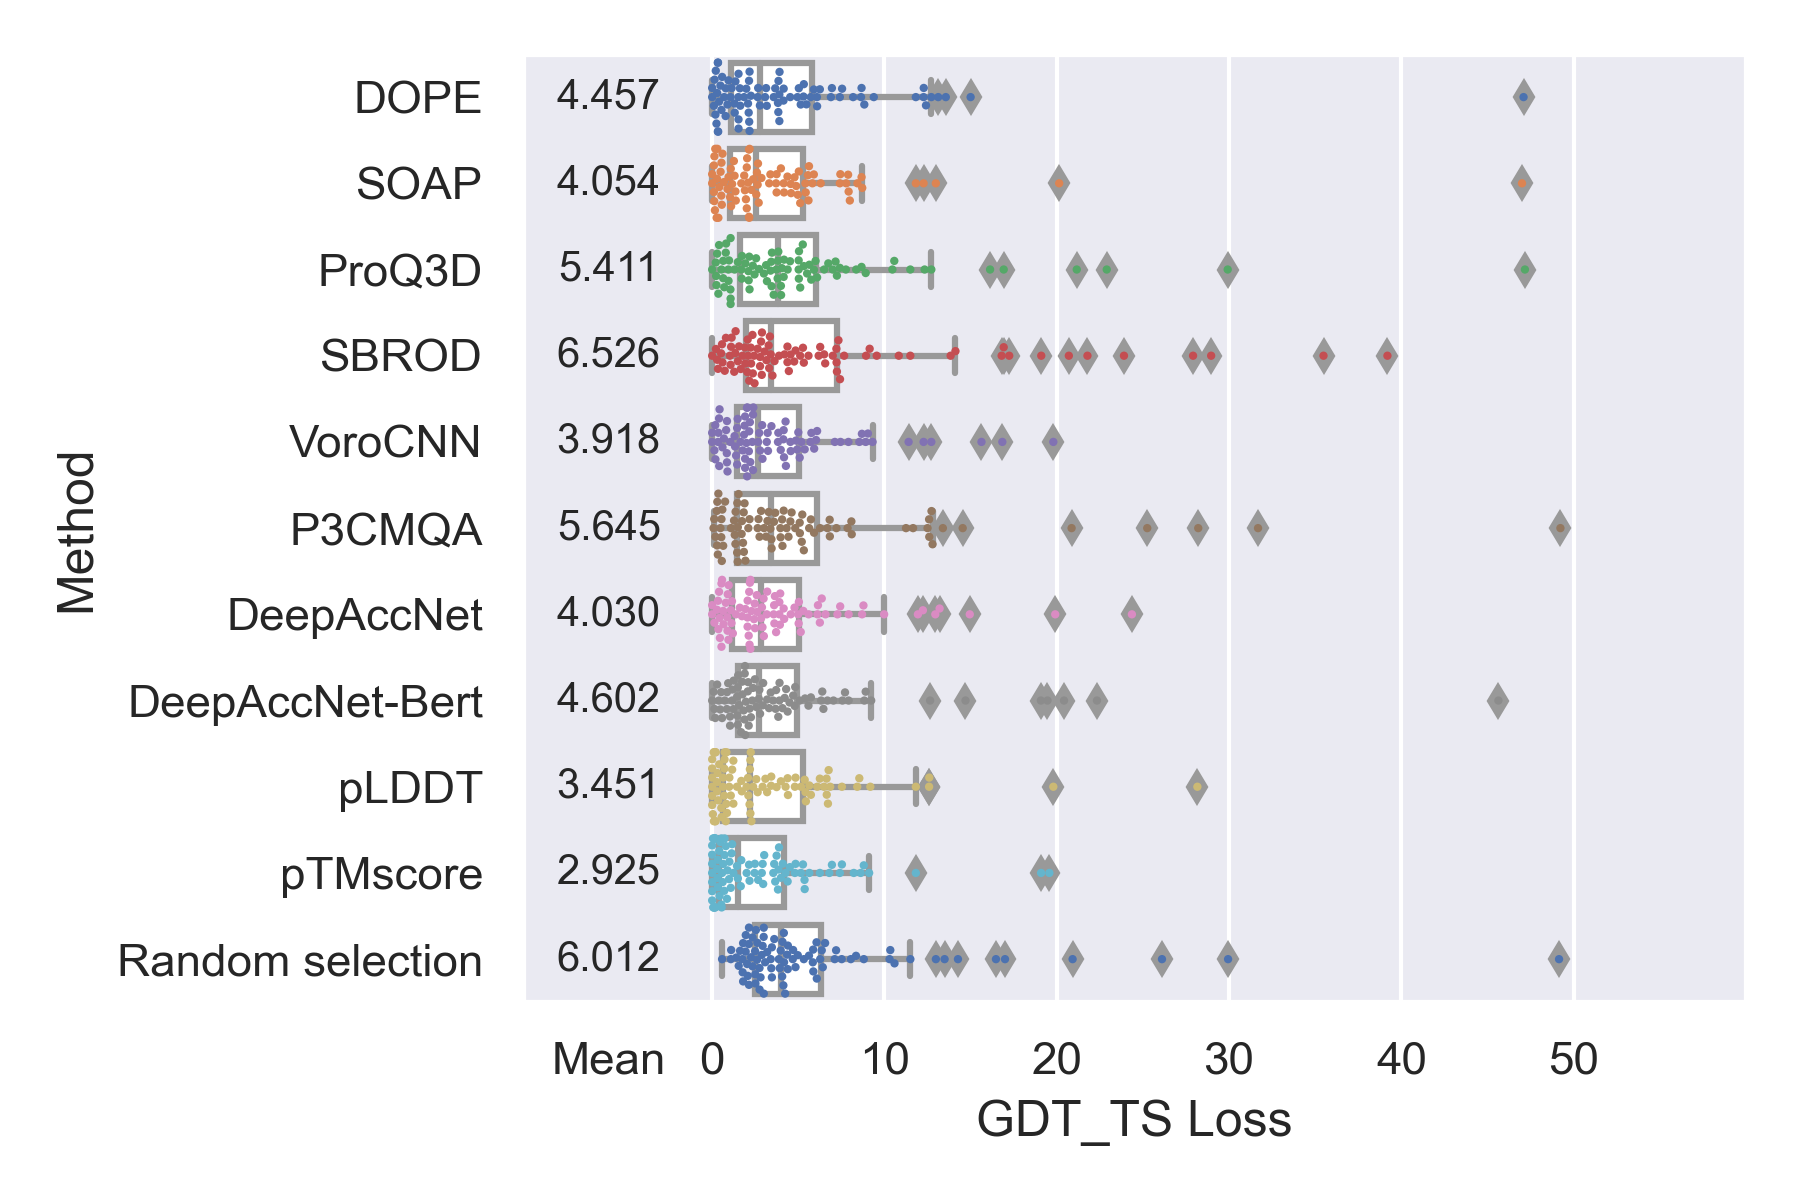 DOPE 4.457
SOAP 4.054
ProQ3D 5.411
SBROD 6.526
VoroCNN 3.918
P3CMQA 5.645
DeepAccNet 4.030
DeepAccNet-Bert 4.602
pLDDT 3.451
pTMscore 2.925
Random selection 6.012
Method
Mean 0 10 20 30 40 50
GDT_TS Loss